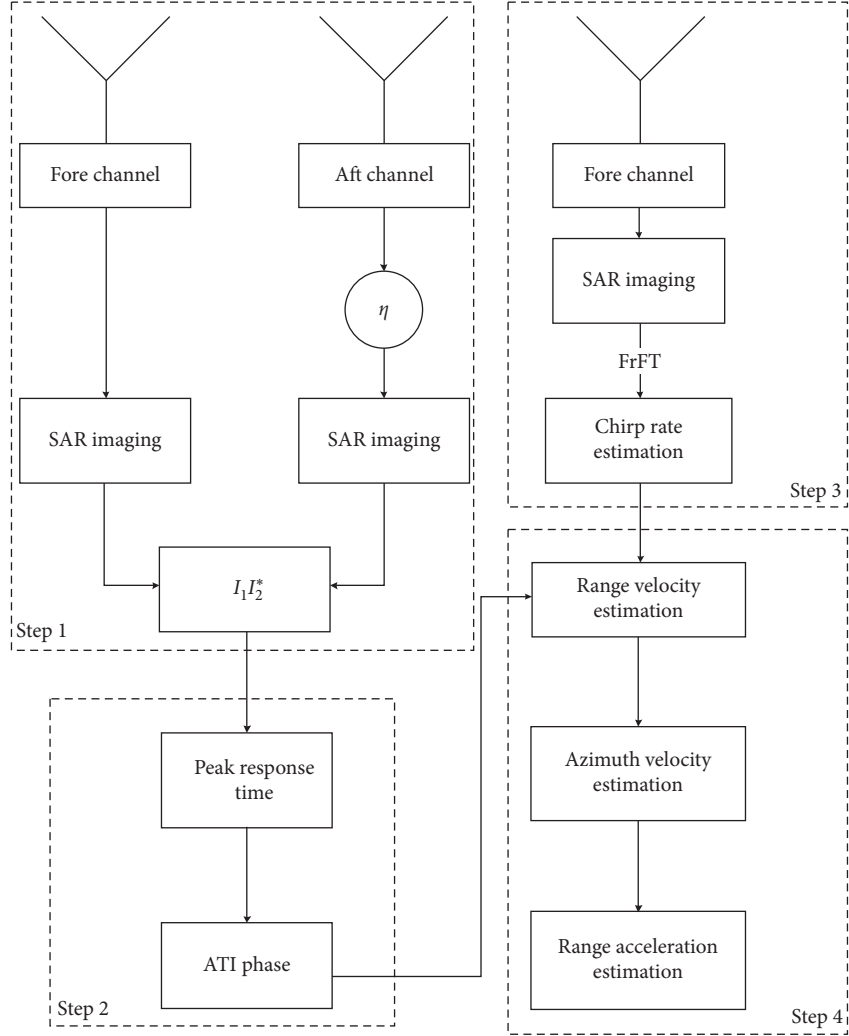 Fore channel
Aft channel
η
SAR imaging
SAR imaging
I₁I₂*
Step 1
Peak response
time
ATI phase
Step 2
Fore channel
SAR imaging
FrFT
Chirp rate
estimation
Step 3
Range velocity
estimation
Azimuth velocity
estimation
Range acceleration
estimation
Step 4